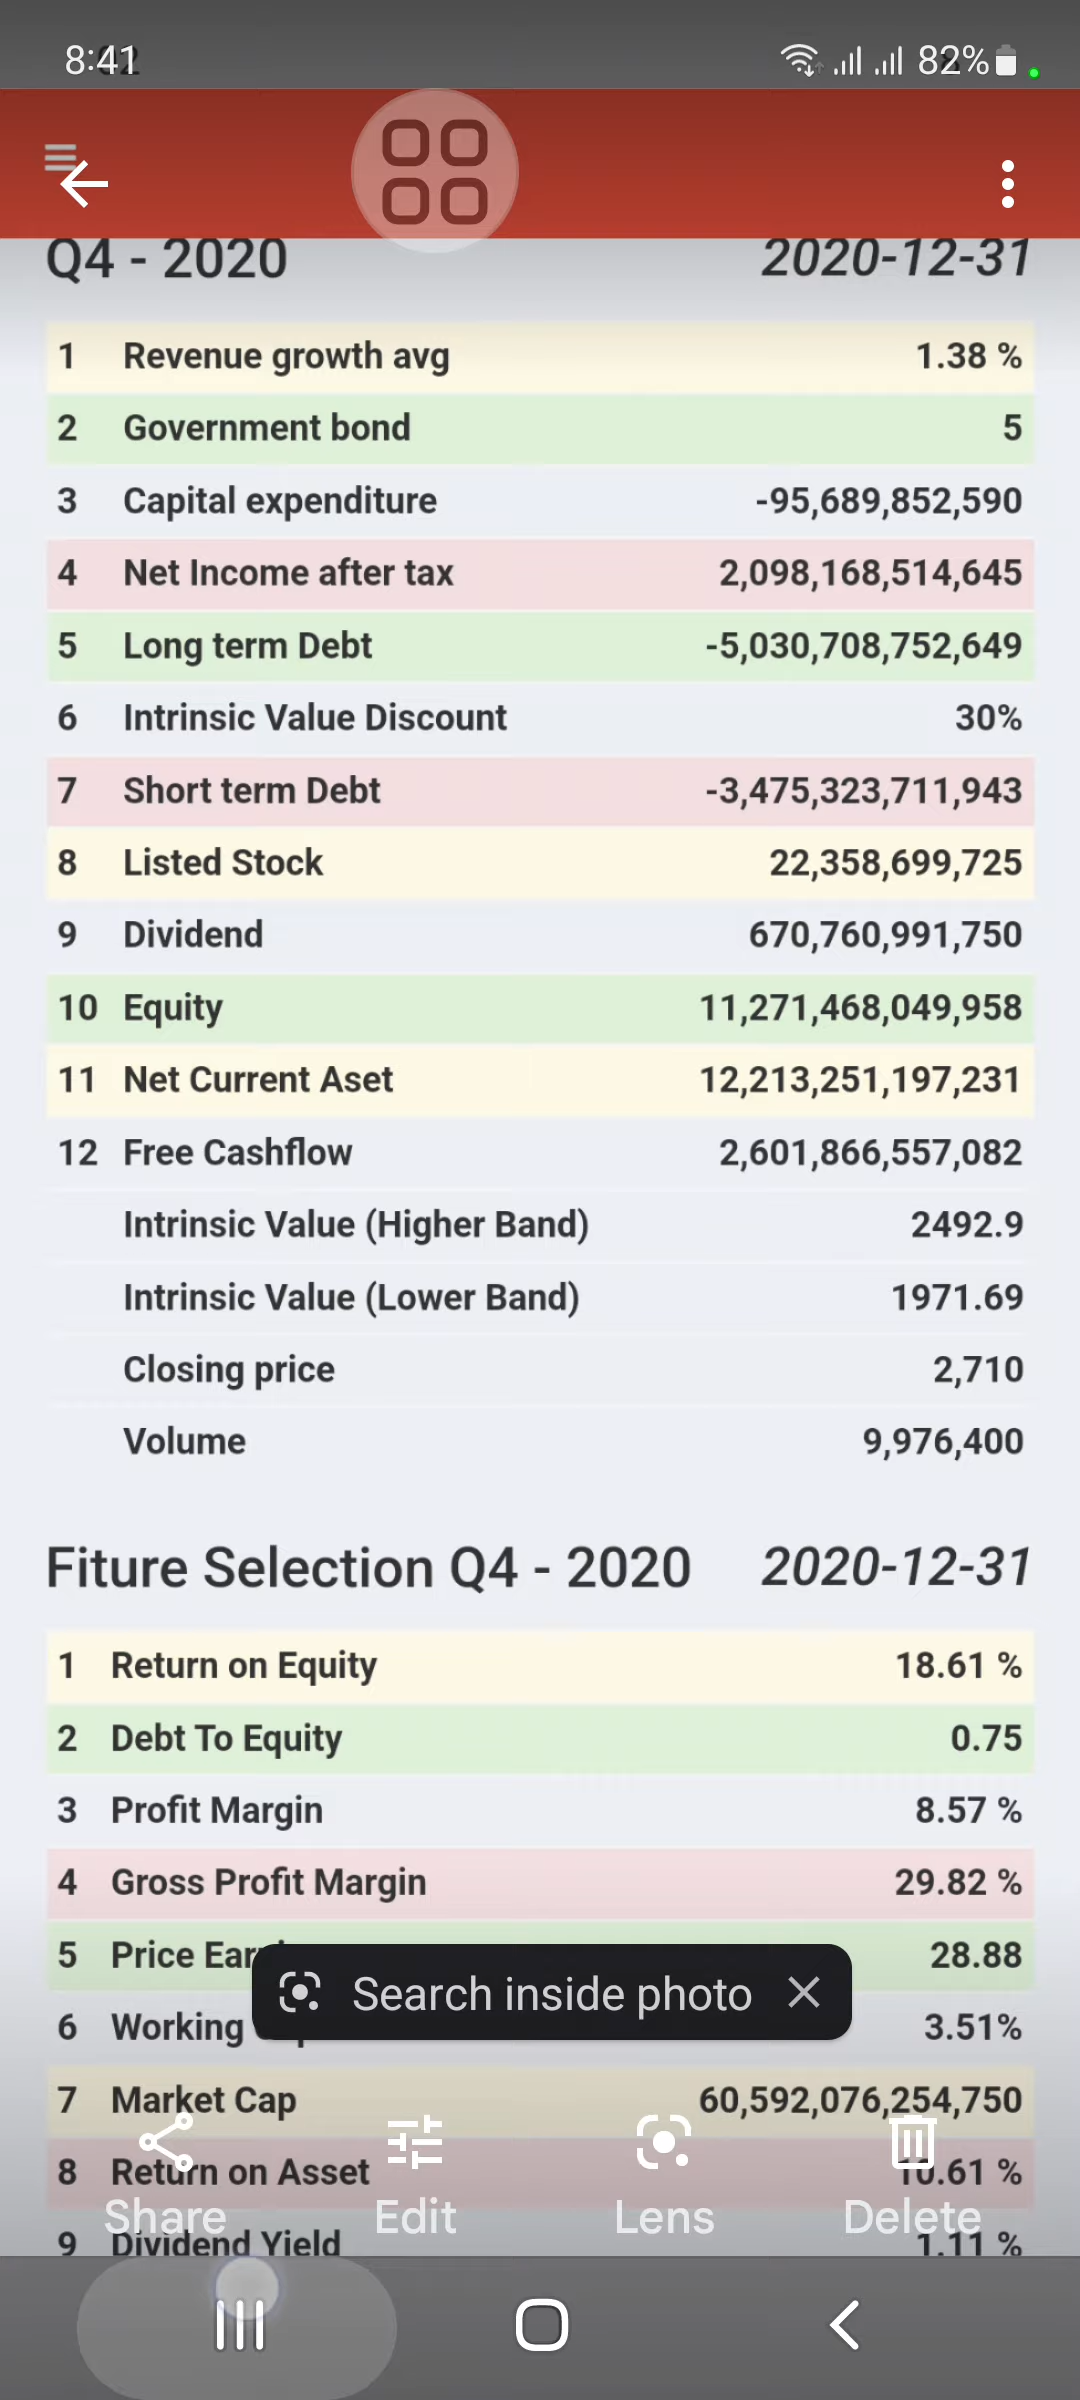 8:41
82%
Q4 - 2020 2020-12-31
1 Revenue growth avg 1.38 %
2 Government bond 5
3 Capital expenditure -95,689,852,590
4 Net Income after tax 2,098,168,514,645
5 Long term Debt -5,030,708,752,649
6 Intrinsic Value Discount 30%
7 Short term Debt -3,475,323,711,943
8 Listed Stock 22,358,699,725
9 Dividend 670,760,991,750
10 Equity 11,271,468,049,958
11 Net Current Aset 12,213,251,197,231
12 Free Cashflow 2,601,866,557,082
Intrinsic Value (Higher Band) 2492.9
Intrinsic Value (Lower Band) 1971.69
Closing price 2,710
Volume 9,976,400
Fiture Selection Q4 - 2020 2020-12-31
1 Return on Equity 18.61 %
2 Debt To Equity 0.75
3 Profit Margin 8.57 %
4 Gross Profit Margin 29.82 %
5 Price 28.88
Search inside photo
6 Working 3.51%
7 Market Cap 60,592,076,254,750
8 Return on Asset 10.61 %
Share Edit Lens Delete
9 Dividend Yield 1.11 %